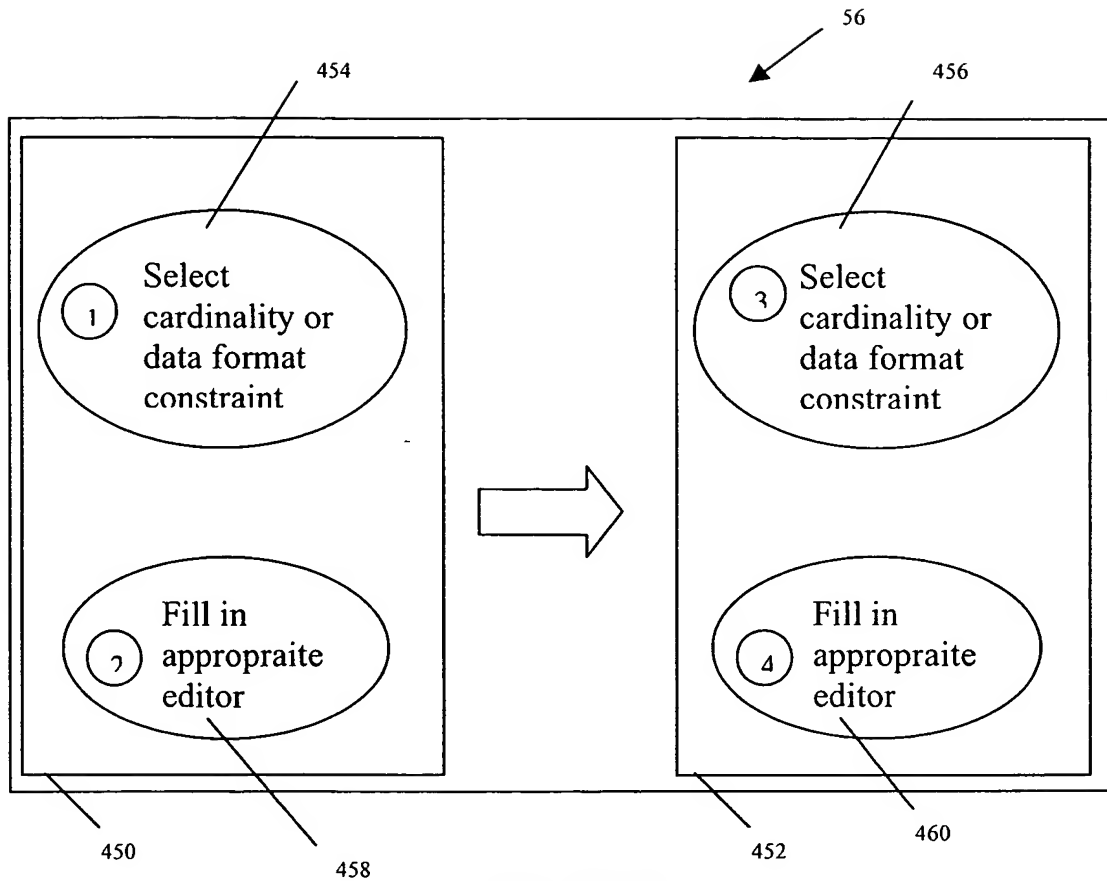 56
454
456
1
Select
cardinality or
data format
constraint
3
Select
cardinality or
data format
constraint
2
Fill in
appropraite
editor
4
Fill in
appropraite
editor
450
458
452
460